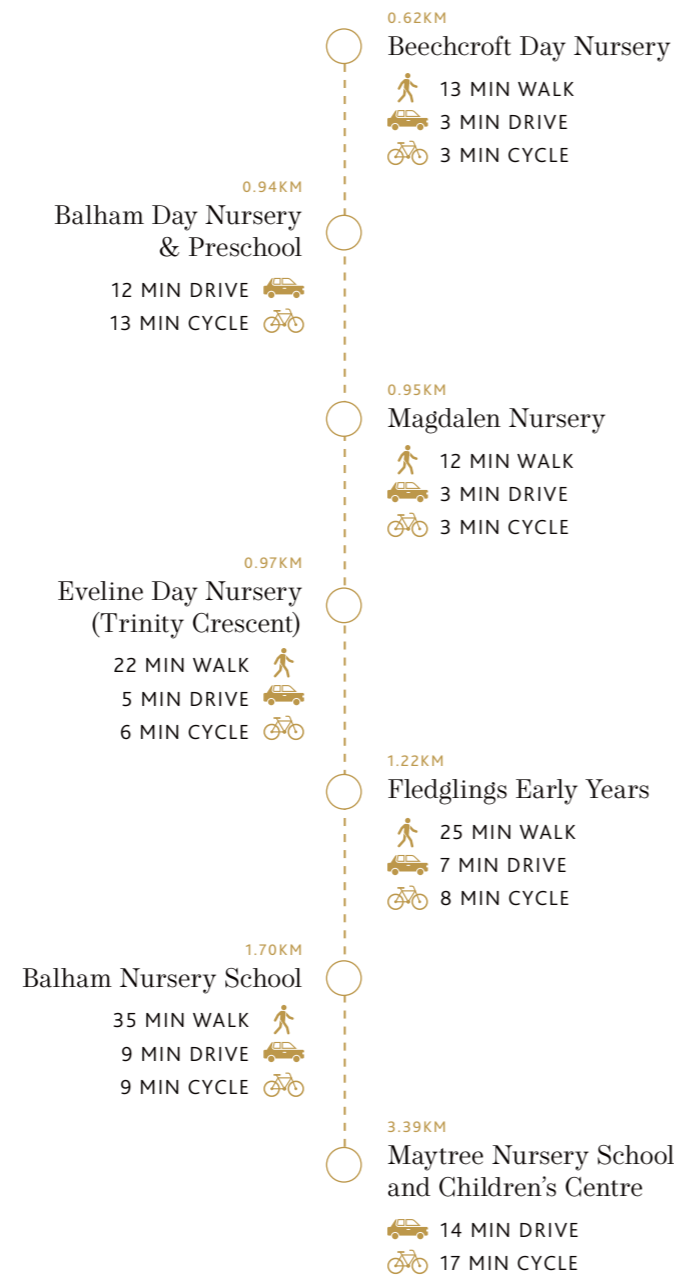 0.62KM
Beechcroft Day Nursery
13 MIN WALK
3 MIN DRIVE
3 MIN CYCLE
0.94KM
Balham Day Nursery
& Preschool
12 MIN DRIVE
13 MIN CYCLE
0.95KM
Magdalen Nursery
12 MIN WALK
3 MIN DRIVE
3 MIN CYCLE
0.97KM
Eveline Day Nursery
(Trinity Crescent)
22 MIN WALK
5 MIN DRIVE
6 MIN CYCLE
1.22KM
Fledglings Early Years
25 MIN WALK
7 MIN DRIVE
8 MIN CYCLE
1.70KM
Balham Nursery School
35 MIN WALK
9 MIN DRIVE
9 MIN CYCLE
3.39KM
Maytree Nursery School
and Children’s Centre
14 MIN DRIVE
17 MIN CYCLE